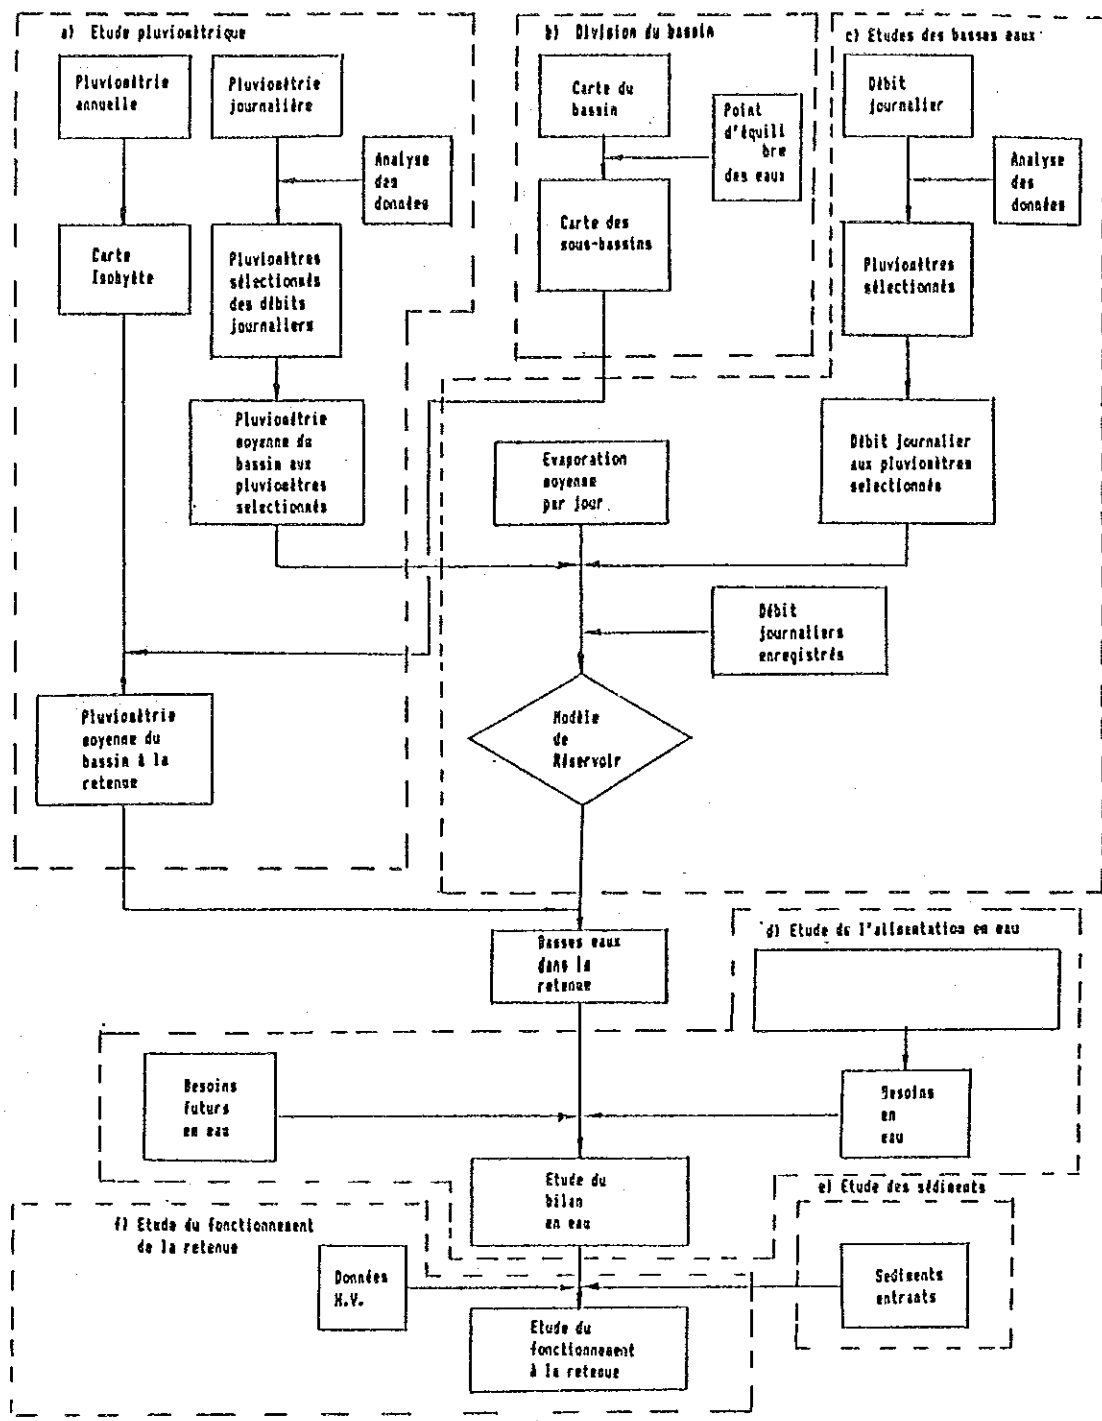 a) Etude pluviométrique
Pluviométrie
annuelle
Pluviométrie
journalière
Analyse
des
données
Carte
Isohyète
Pluviomètres
sélectionnés
des débits
journaliers
Pluviométrie
moyenne du
bassin aux
pluviomètres
selectionnés
Pluviométrie
moyenne du
bassin à la
retenue
b) Division du bassin
Carte du
bassin
Point
d'équili
bre
des eaux
Carte des
sous-bassins
c) Etudes des basses eaux
Débit
journalier
Analyse
des
données
Pluviomètres
sélectionnés
Débit journalier
aux pluviomètres
selectionnés
Evaporation
moyenne
par jour
Débit
journaliers
enregistrés
Modèle
de
Réservoir
Basses eaux
dans la
retenue
d) Etude de l'alimentation en eau
Besoins
futurs
en eau
Besoins
en
eau
Etude du
bilan
en eau
e) Etude des sédiments
Sediments
entrants
f) Etude du fonctionnement
de la retenue
Données
H.V.
Etude du
fonctionnement
à la retenue